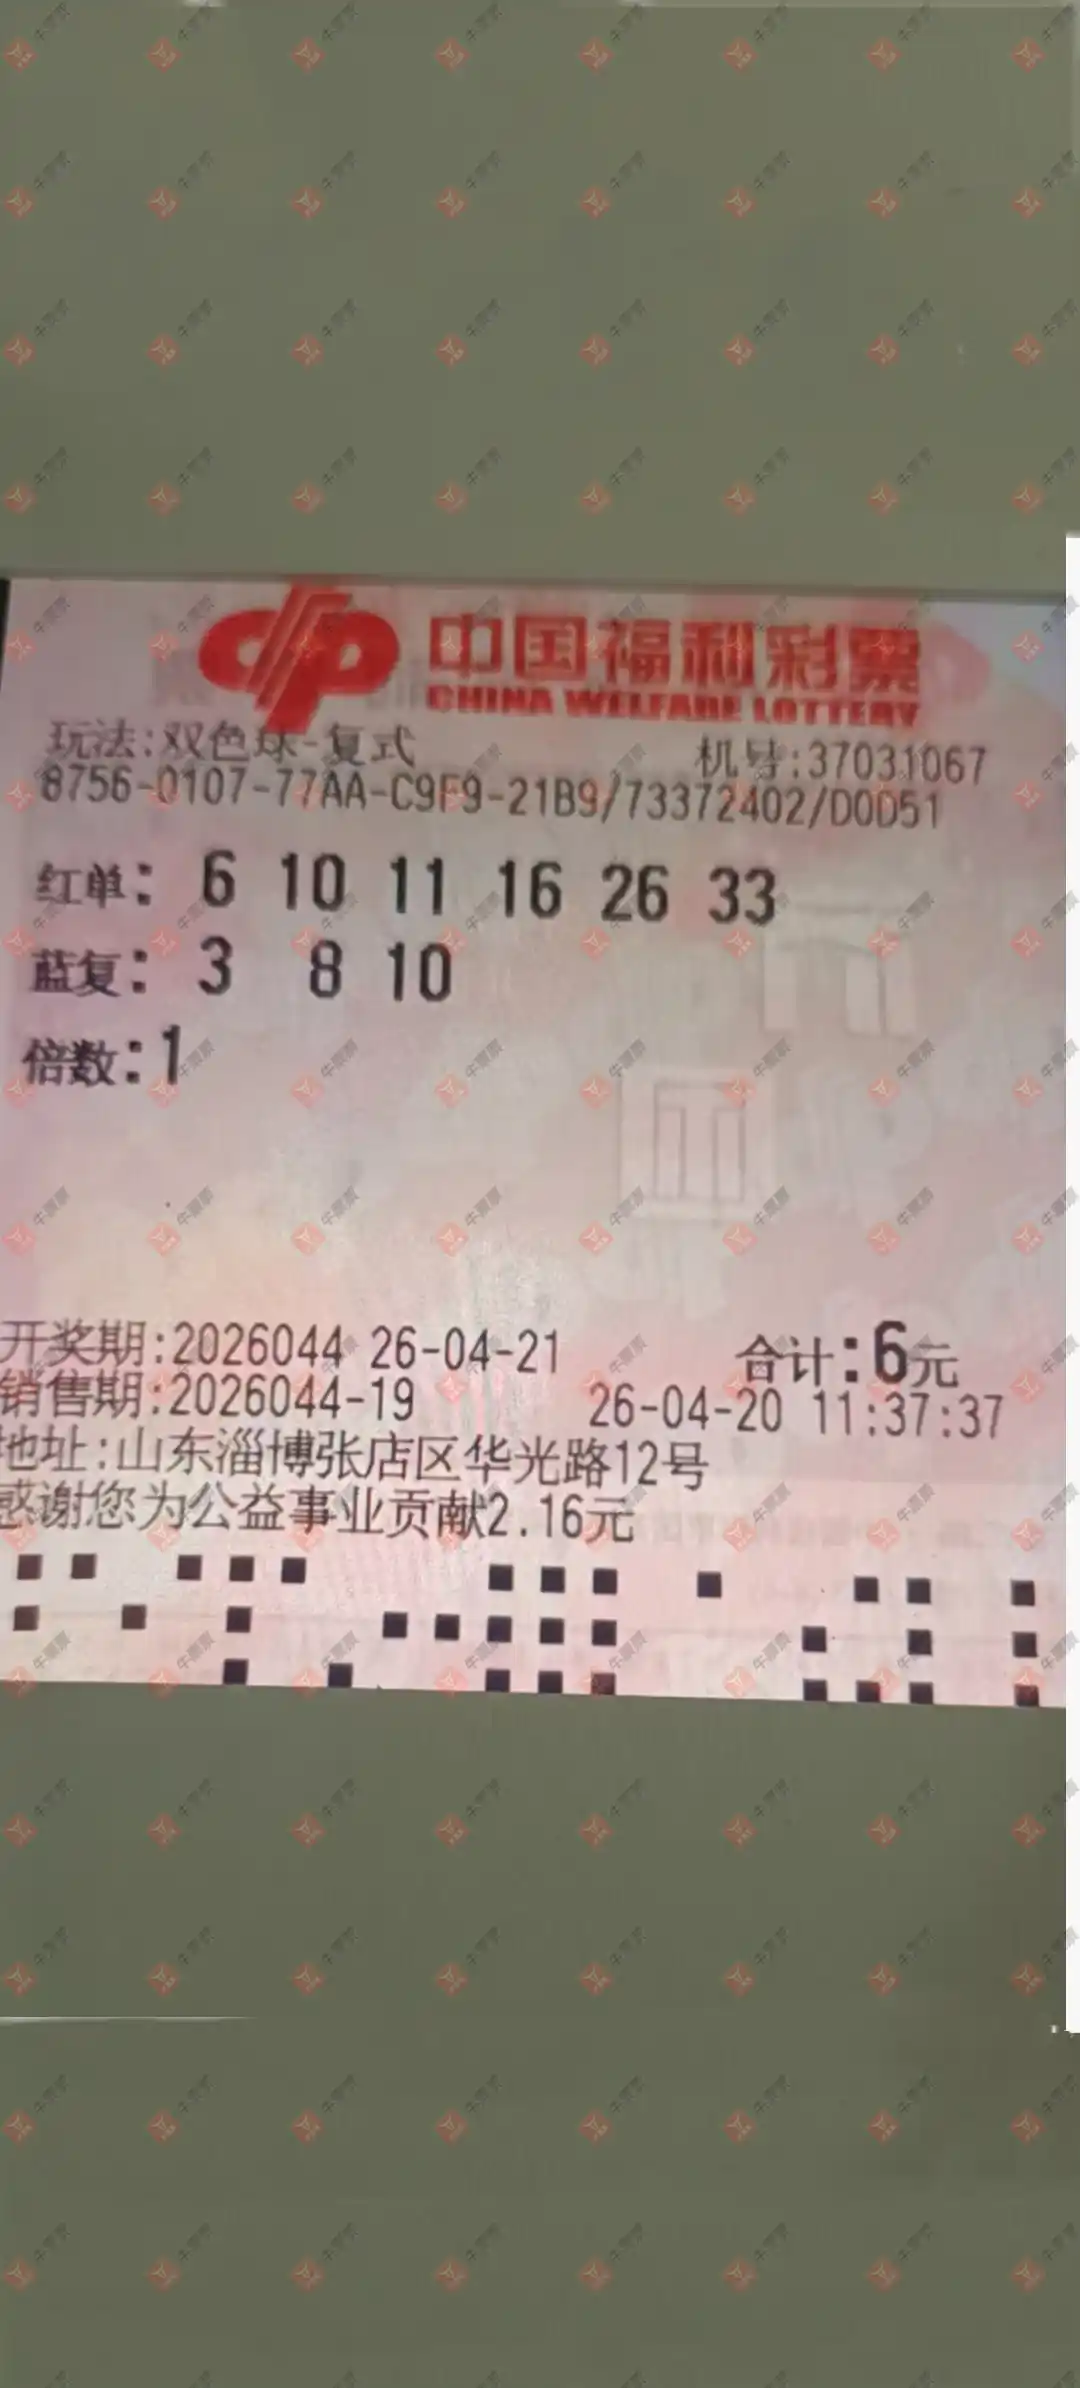 中国福利彩票
CHINA WELFARE LOTTERY
玩法:双色球-复式 机号:37031067
8756-0107-77AA-C9F9-21B9/73372402/D0D51
红单: 6 10 11 16 26 33
蓝复: 3 8 10
倍数:1
开奖期:2026044 26-04-21 合计:6元
销售期:2026044-19 26-04-20 11:37:37
地址:山东淄博张店区华光路12号
感谢您为公益事业贡献2.16元